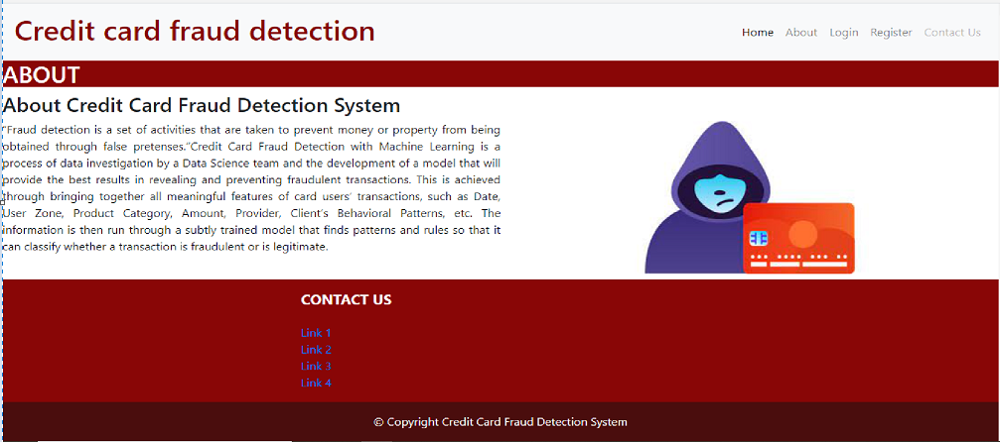 Credit card fraud detection
Home About Login Register Contact Us
ABOUT
About Credit Card Fraud Detection System
"Fraud detection is a set of activities that are taken to prevent money or property from being
obtained through false pretenses."Credit Card Fraud Detection with Machine Learning is a
process of data investigation by a Data Science team and the development of a model that will
provide the best results in revealing and preventing fraudulent transactions. This is achieved
through bringing together all meaningful features of card users' transactions, such as Date,
User Zone, Product Category, Amount, Provider, Client's Behavioral Patterns, etc. The
information is then run through a subtly trained model that finds patterns and rules so that it
can classify whether a transaction is fraudulent or is legitimate.
CONTACT US
Link 1
Link 2
Link 3
Link 4
© Copyright Credit Card Fraud Detection System